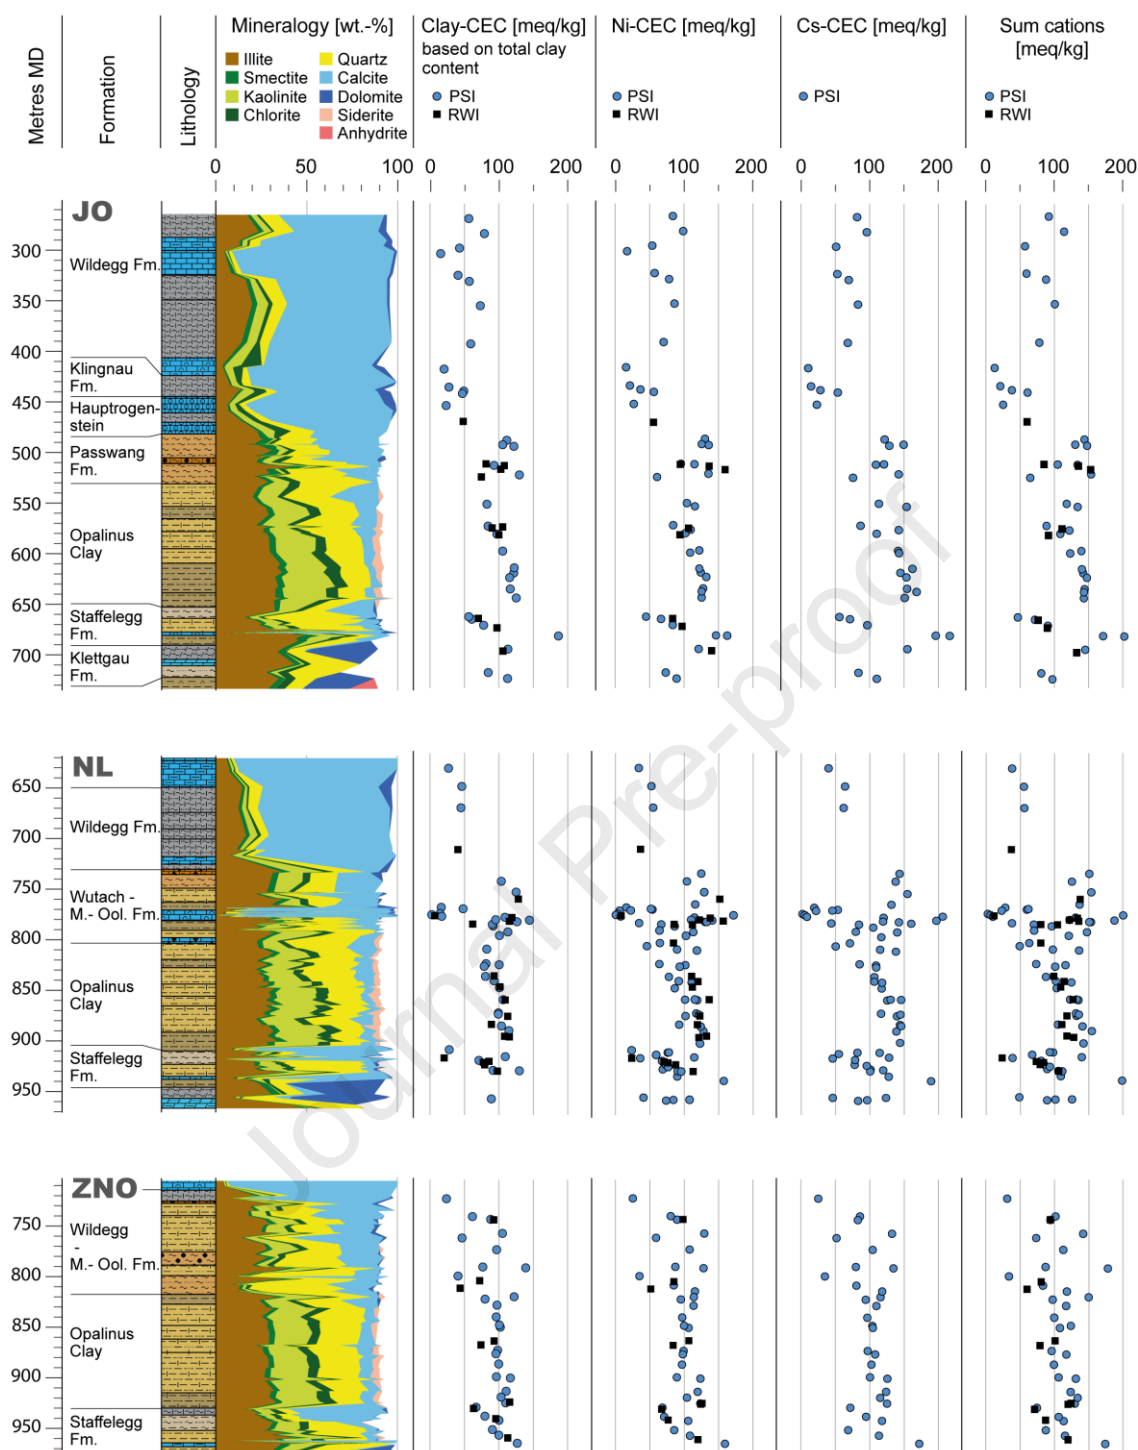 Metres MD
Formation
Lithology
Mineralogy [wt.-%]
Illite
Smectite
Kaolinite
Chlorite
Quartz
Calcite
Dolomite
Siderite
Anhydrite
Clay-CEC [meq/kg]
based on total clay
content
PSI
RWI
Ni-CEC [meq/kg]
PSI
RWI
Cs-CEC [meq/kg]
PSI
Sum cations
[meq/kg]
PSI
RWI
0 50 100 0 100 200 0 100 200 0 100 200 0 100 200
JO
300
350
400
450
500
550
600
650
700
Wildegg Fm.
Klingnau
Fm.
Hauptrogen-
stein
Passwang
Fm.
Opalinus
Clay
Staffelegg
Fm.
Klettgau
Fm.
NL
650
700
750
800
850
900
950
Wildegg Fm.
Wutach -
M.- Ool. Fm.
Opalinus
Clay
Staffelegg
Fm.
ZNO
750
800
850
900
950
Wildegg
-
M.- Ool. Fm.
Opalinus
Clay
Staffelegg
Fm.
Journal Pre-proof